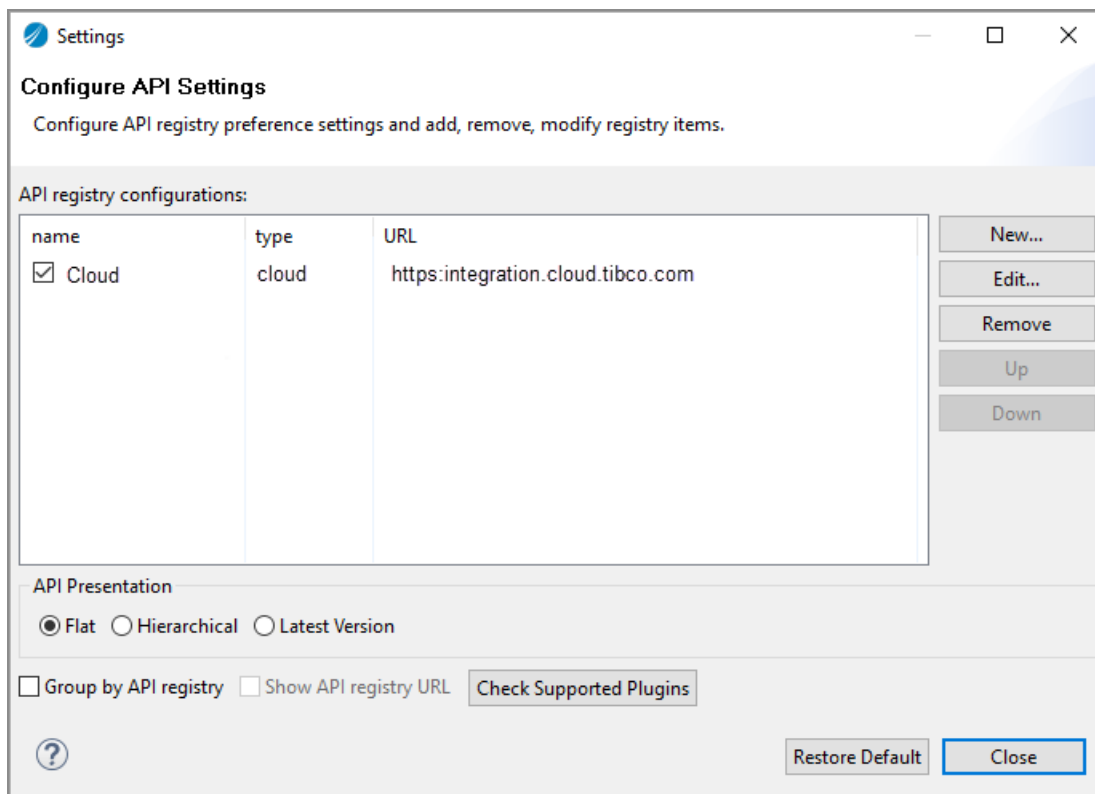 Settings
Configure API Settings
Configure API registry preference settings and add, remove, modify registry items.
API registry configurations:
name type URL
Cloud cloud https:integration.cloud.tibco.com
New...
Edit...
Remove
Up
Down
API Presentation
Flat Hierarchical Latest Version
Group by API registry Show API registry URL Check Supported Plugins
? Restore Default Close